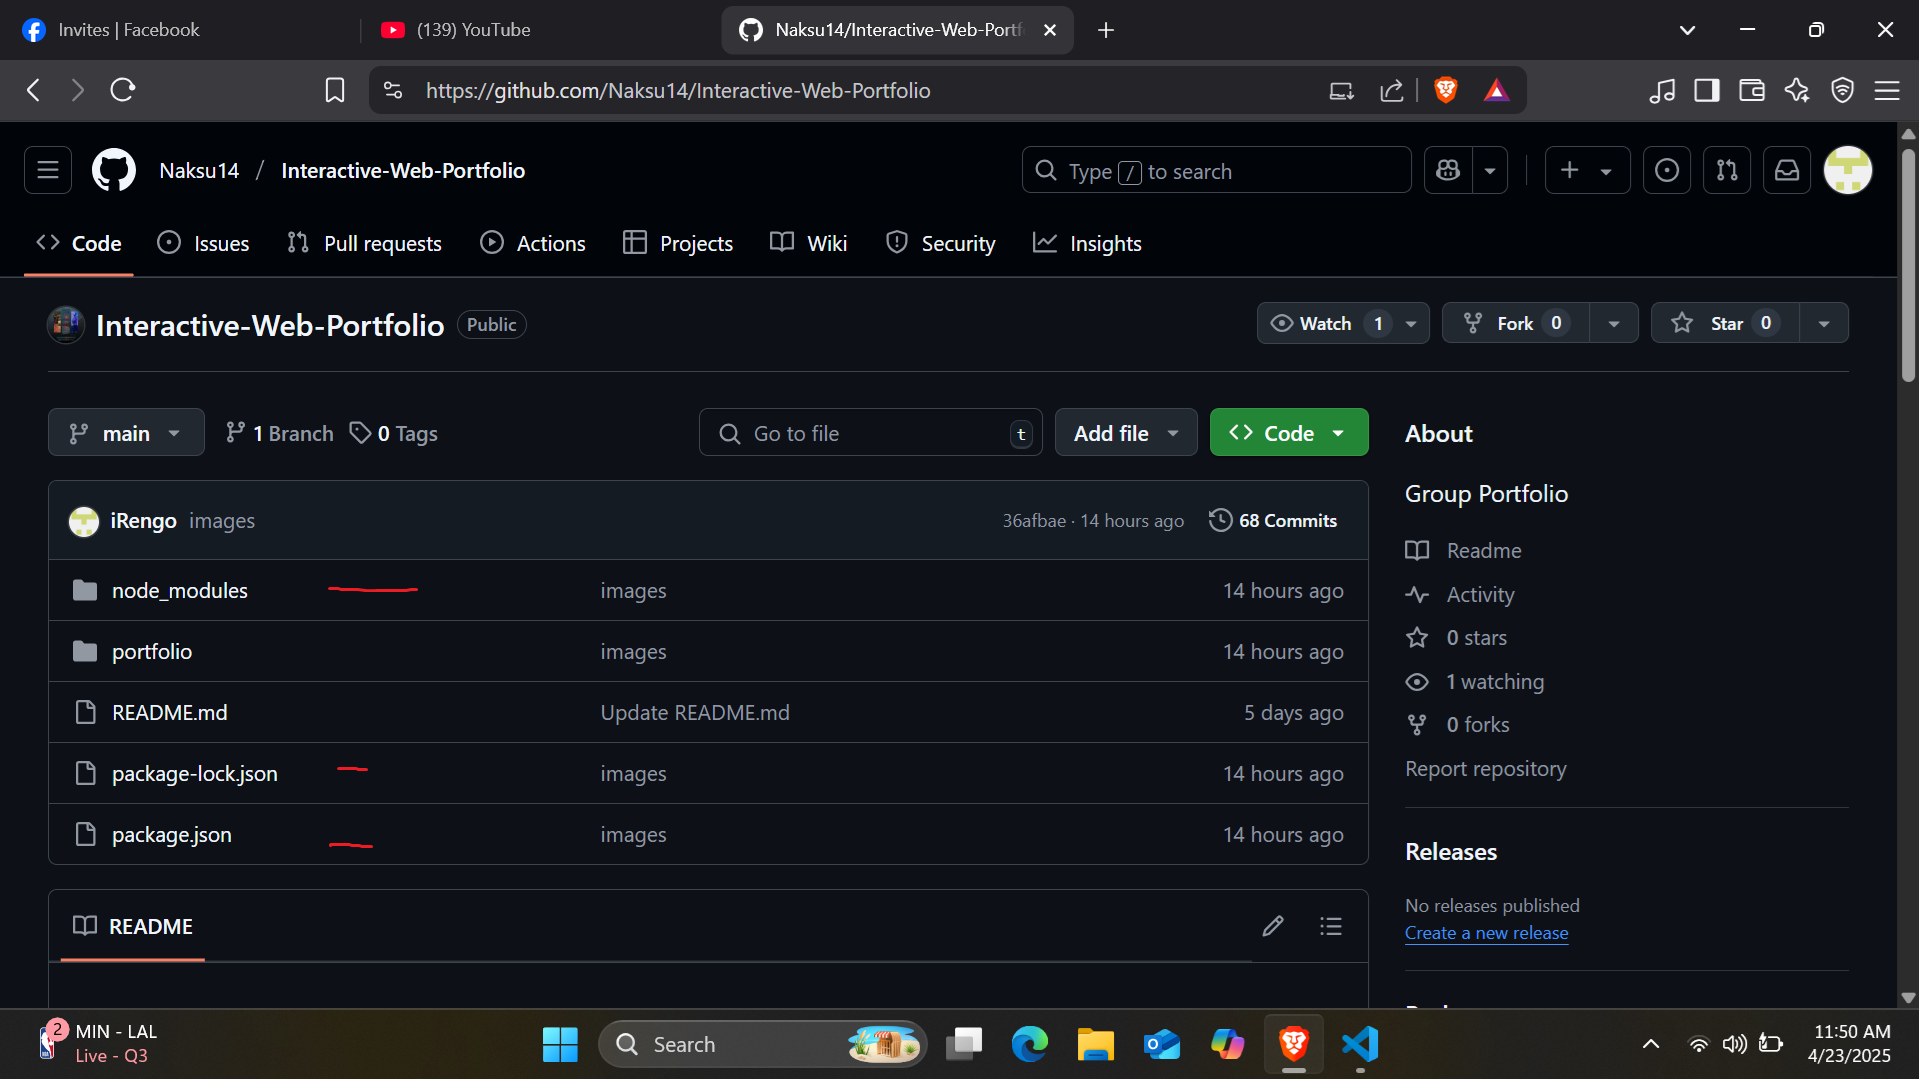 Invites | Facebook
(139) YouTube
Naksu14/Interactive-Web-Portf
https://github.com/Naksu14/Interactive-Web-Portfolio
Naksu14 / Interactive-Web-Portfolio
Type / to search
Code
Issues
Pull requests
Actions
Projects
Wiki
Security
Insights
Interactive-Web-Portfolio Public
Watch 1
Fork 0
Star 0
main
1 Branch
0 Tags
Go to file t
Add file
Code
iRengo images 36afbae · 14 hours ago 68 Commits
node_modules images 14 hours ago
portfolio images 14 hours ago
README.md Update README.md 5 days ago
package-lock.json images 14 hours ago
package.json images 14 hours ago
README
About
Group Portfolio
Readme
Activity
0 stars
1 watching
0 forks
Report repository
Releases
No releases published
Create a new release
2
MIN - LAL
Live - Q3
Search
11:50 AM
4/23/2025